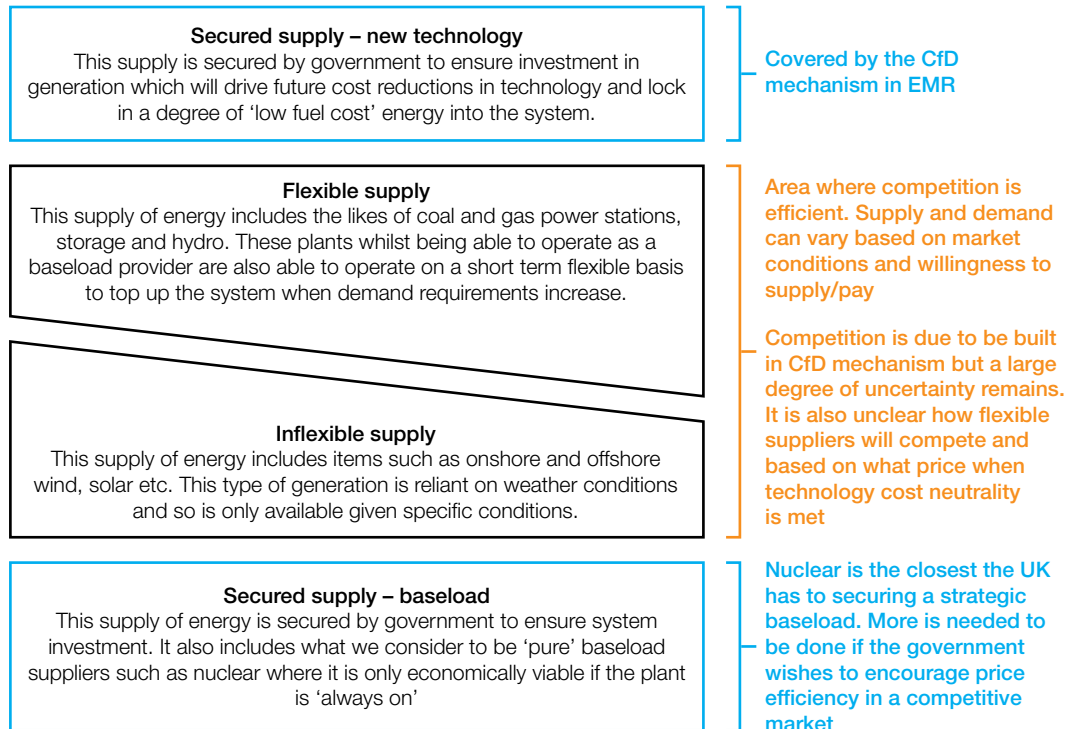 Secured supply – new technology
This supply is secured by government to ensure investment in
generation which will drive future cost reductions in technology and lock
in a degree of ‘low fuel cost’ energy into the system.
Covered by the CfD
mechanism in EMR
Flexible supply
This supply of energy includes the likes of coal and gas power stations,
storage and hydro. These plants whilst being able to operate as a
baseload provider are also able to operate on a short term flexible basis
to top up the system when demand requirements increase.
Area where competition is
efficient. Supply and demand
can vary based on market
conditions and willingness to
supply/pay
Competition is due to be built
in CfD mechanism but a large
degree of uncertainty remains.
It is also unclear how flexible
suppliers will compete and
based on what price when
technology cost neutrality
is met
Inflexible supply
This supply of energy includes items such as onshore and offshore
wind, solar etc. This type of generation is reliant on weather conditions
and so is only available given specific conditions.
Secured supply – baseload
This supply of energy is secured by government to ensure system
investment. It also includes what we consider to be ‘pure’ baseload
suppliers such as nuclear where it is only economically viable if the plant
is ‘always on’
Nuclear is the closest the UK
has to securing a strategic
baseload. More is needed to
be done if the government
wishes to encourage price
efficiency in a competitive
market